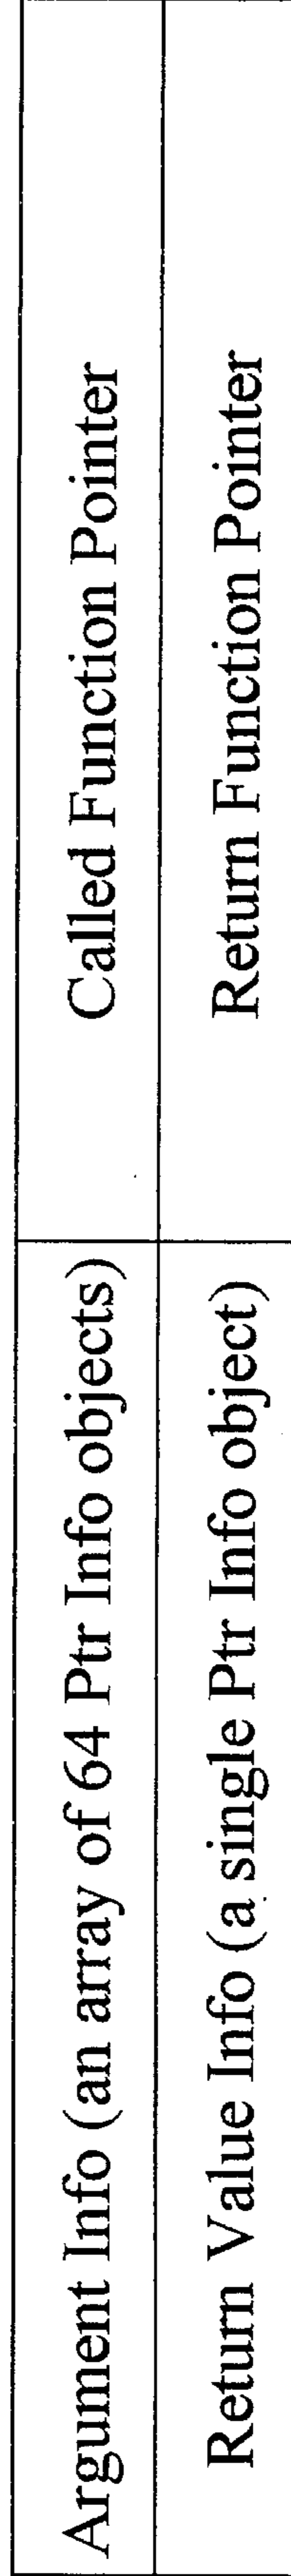 Argument Info (an array of 64 Ptr Info objects) Called Function Pointer
Return Value Info (a single Ptr Info object) Return Function Pointer